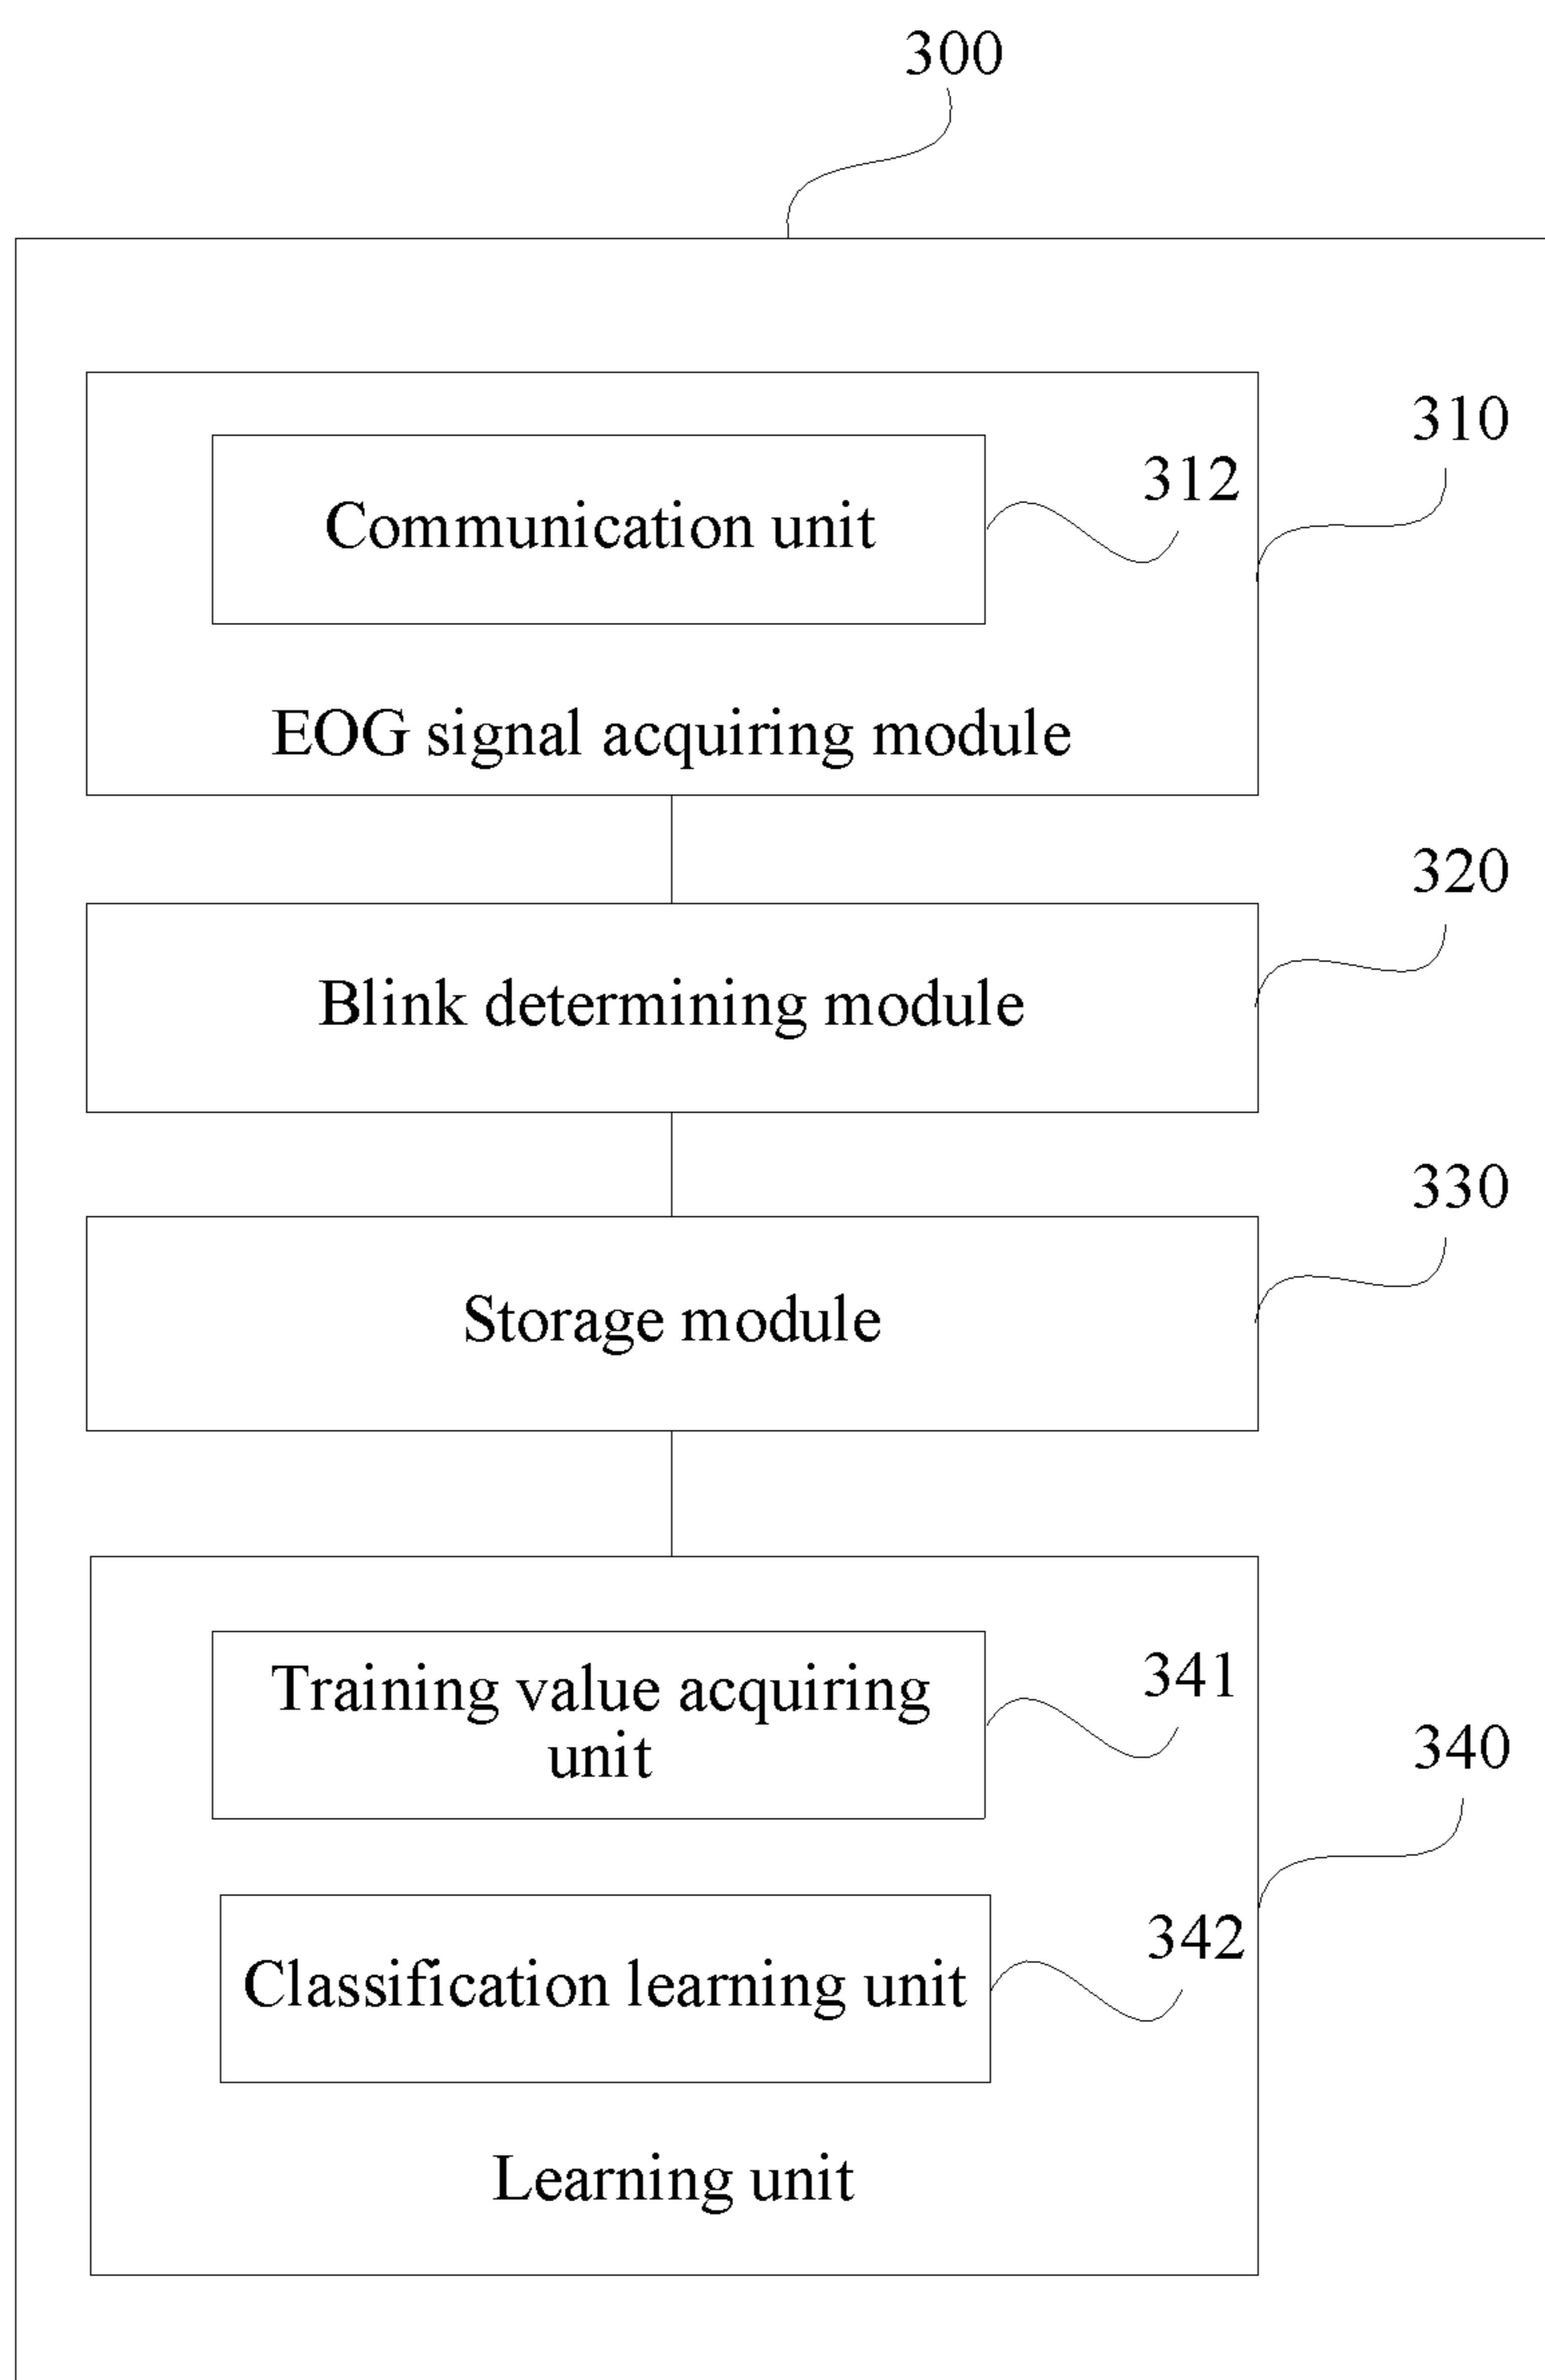 300
310
312
Communication unit
EOG signal acquiring module
320
Blink determining module
330
Storage module
341
Training value acquiring
unit
340
342
Classification learning unit
Learning unit